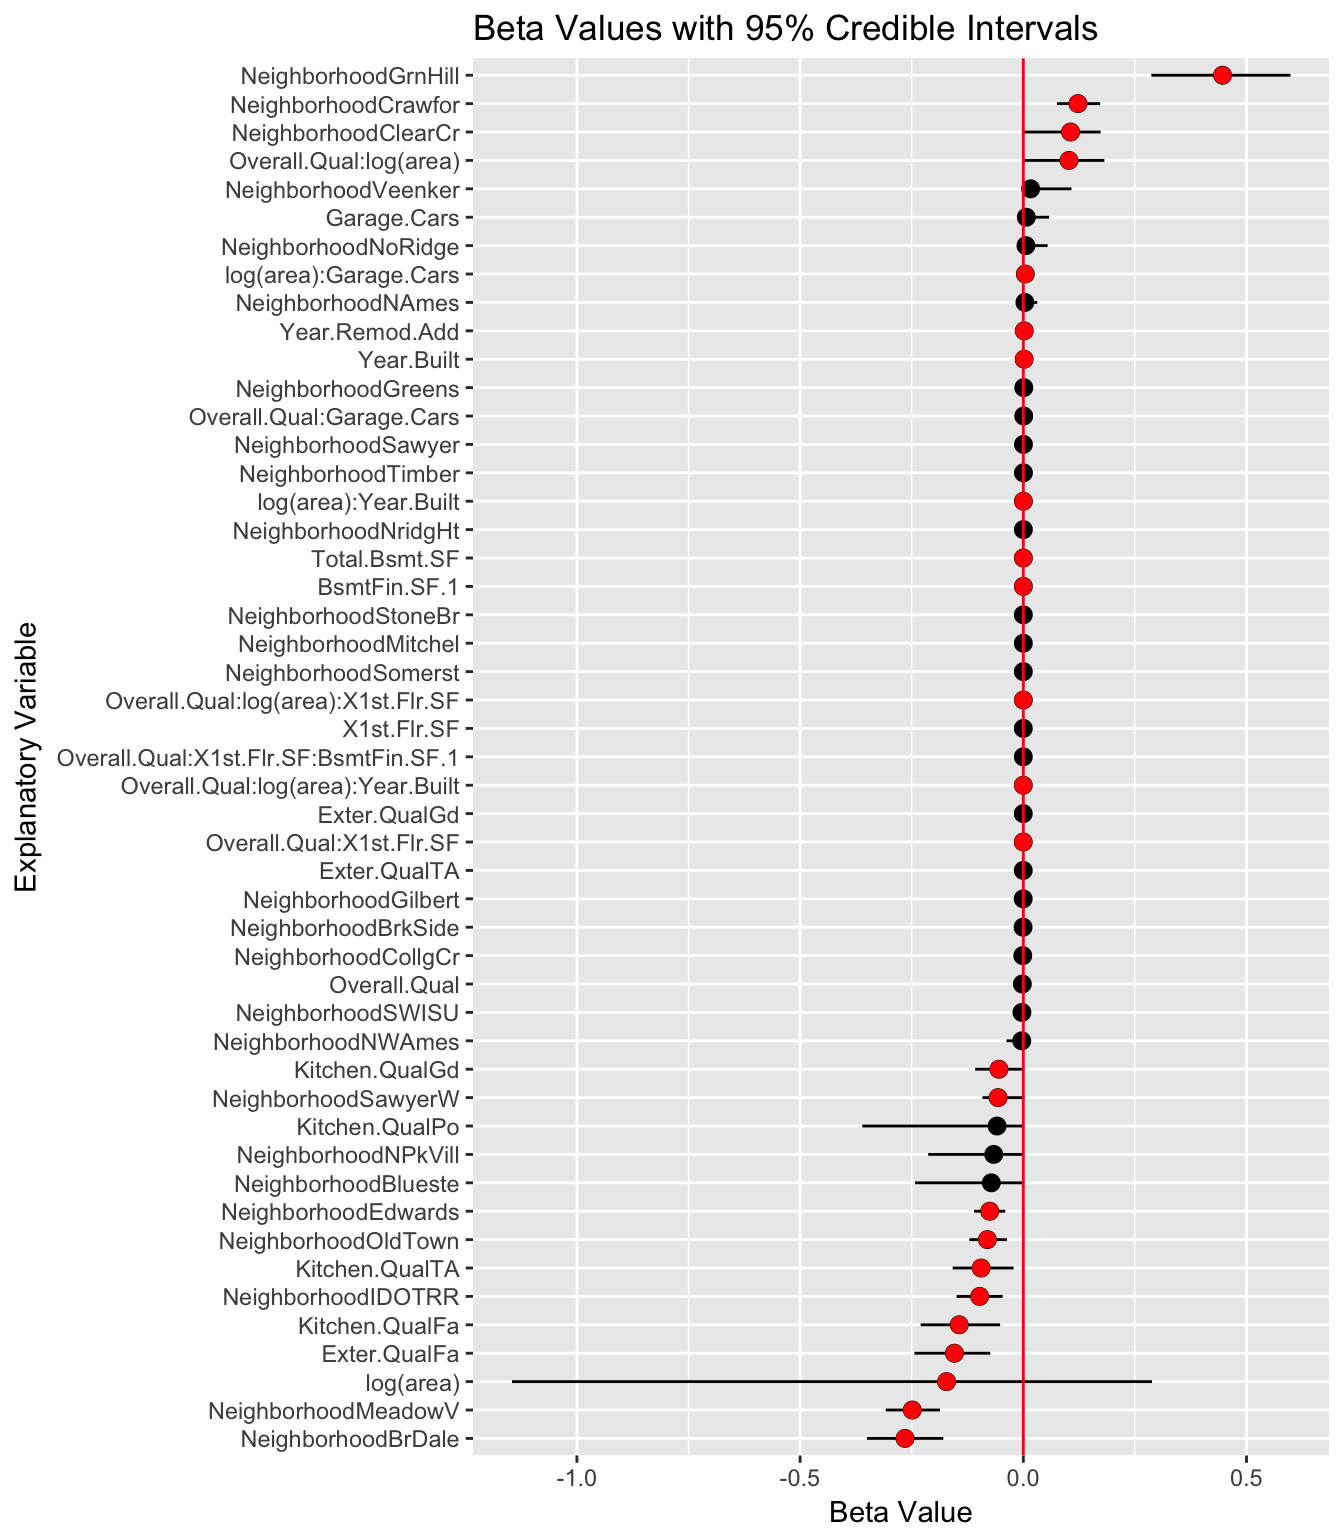 Beta Values with 95% Credible Intervals
Explanatory Variable
NeighborhoodGrnHill
NeighborhoodCrawfor
NeighborhoodClearCr
Overall.Qual:log(area)
NeighborhoodVeenker
Garage.Cars
NeighborhoodNoRidge
log(area):Garage.Cars
NeighborhoodNAmes
Year.Remod.Add
Year.Built
NeighborhoodGreens
Overall.Qual:Garage.Cars
NeighborhoodSawyer
NeighborhoodTimber
log(area):Year.Built
NeighborhoodNridgHt
Total.Bsmt.SF
BsmtFin.SF.1
NeighborhoodStoneBr
NeighborhoodMitchel
NeighborhoodSomerst
Overall.Qual:log(area):X1st.Flr.SF
X1st.Flr.SF
Overall.Qual:X1st.Flr.SF:BsmtFin.SF.1
Overall.Qual:log(area):Year.Built
Exter.QualGd
Overall.Qual:X1st.Flr.SF
Exter.QualTA
NeighborhoodGilbert
NeighborhoodBrkSide
NeighborhoodCollgCr
Overall.Qual
NeighborhoodSWISU
NeighborhoodNWAmes
Kitchen.QualGd
NeighborhoodSawyerW
Kitchen.QualPo
NeighborhoodNPkVill
NeighborhoodBlueste
NeighborhoodEdwards
NeighborhoodOldTown
Kitchen.QualTA
NeighborhoodIDOTRR
Kitchen.QualFa
Exter.QualFa
log(area)
NeighborhoodMeadowV
NeighborhoodBrDale
-1.0 -0.5 0.0 0.5
Beta Value